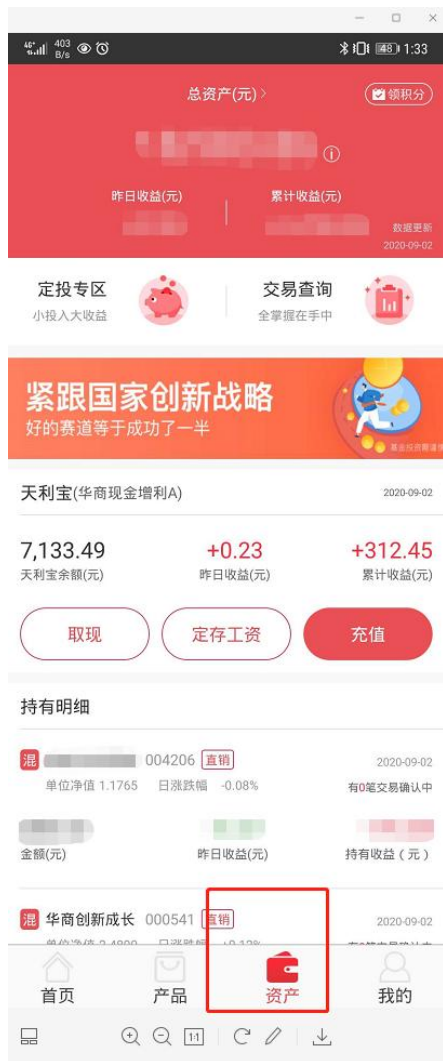 46+ 403 B/s 48 1:33
总资产(元)
领积分
昨日收益(元) 累计收益(元)
数据更新
2020-09-02
定投专区 交易查询
小投入大收益 全掌握在手中
紧跟国家创新战略
好的赛道等于成功了一半
天利宝(华商现金增利A) 2020-09-02
7,133.49 +0.23 +312.45
天利宝余额(元) 昨日收益(元) 累计收益(元)
取现 定存工资 充值
持有明细
混 004206 直销 2020-09-02
单位净值 1.1765 日涨跌幅 -0.08% 有0笔交易确认中
金额(元) 昨日收益(元) 持有收益(元)
混 华商创新成长 000541 直销 2020-09-02
首页 产品 资产 我的
1:1